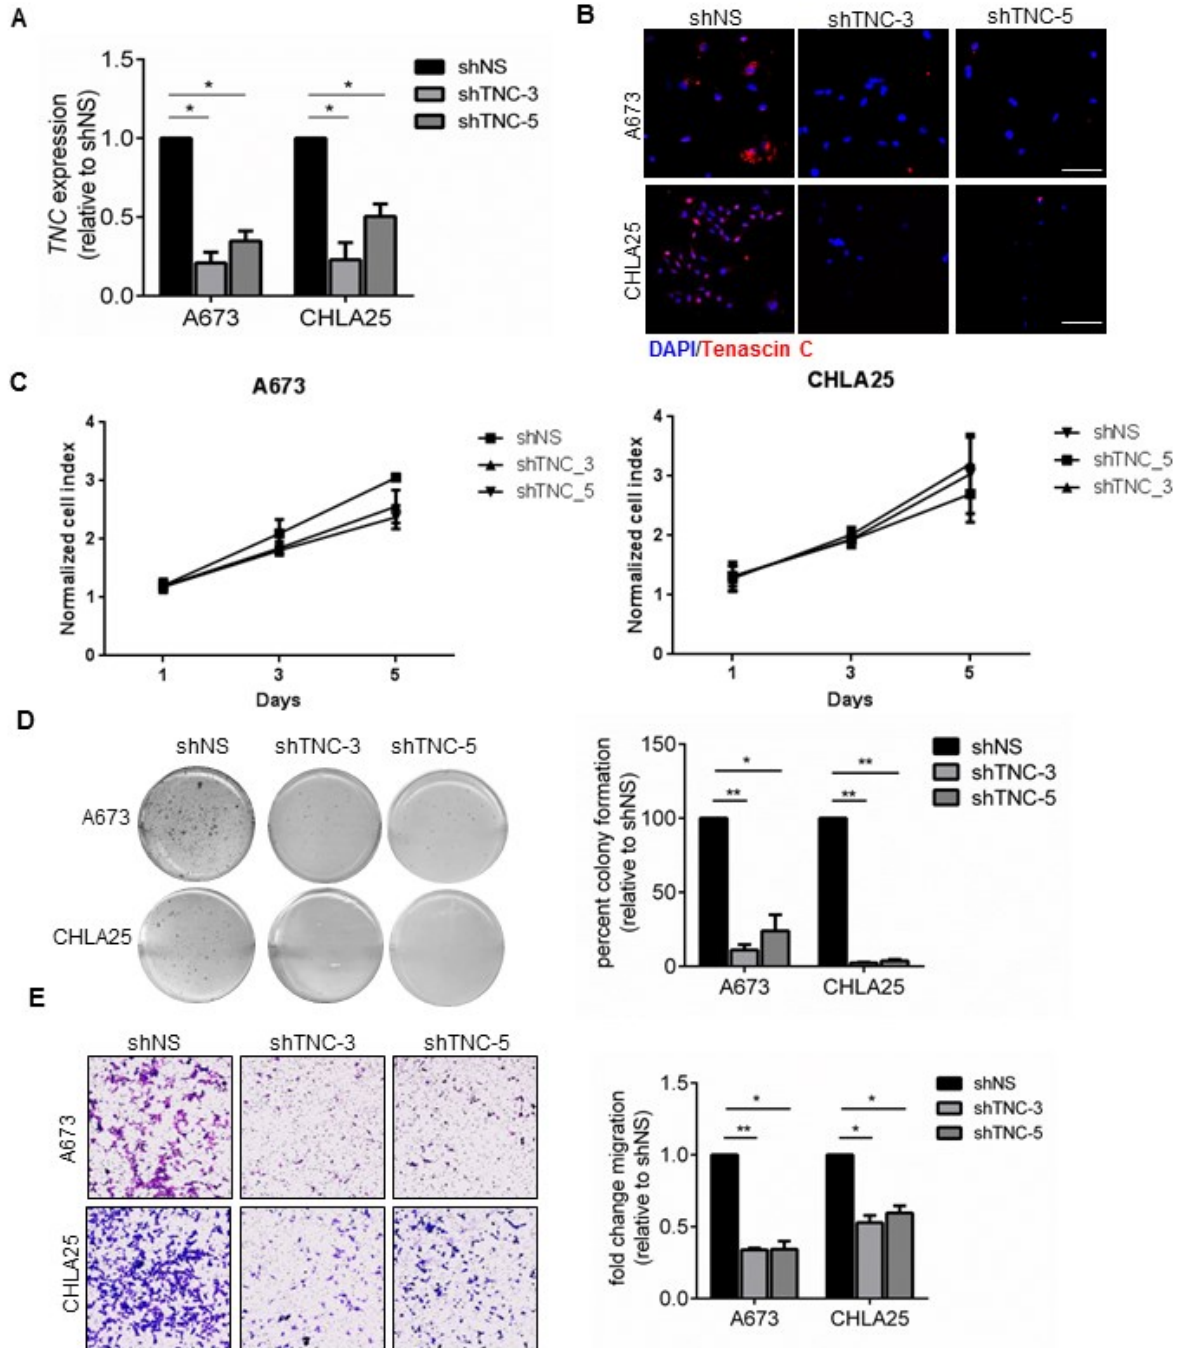 A
TNC expression
(relative to shNS)
1.5
1.0
0.5
0.0
* *
* *
A673 CHLA25
shNS
shTNC-3
shTNC-5
B
shNS shTNC-3 shTNC-5
A673
CHLA25
DAPI/Tenascin C
C
A673
Normalized cell index
4
3
2
1
0
1 3 5
Days
shNS
shTNC_3
shTNC_5
CHLA25
Normalized cell index
4
3
2
1
0
1 3 5
Days
shNS
shTNC_5
shTNC_3
D
shNS shTNC-3 shTNC-5
A673
CHLA25
percent colony formation
(relative to shNS)
150
100
50
0
* **
** **
A673 CHLA25
shNS
shTNC-3
shTNC-5
E
shNS shTNC-3 shTNC-5
A673
CHLA25
fold change migration
(relative to shNS)
1.5
1.0
0.5
0.0
* *
** *
A673 CHLA25
shNS
shTNC-3
shTNC-5